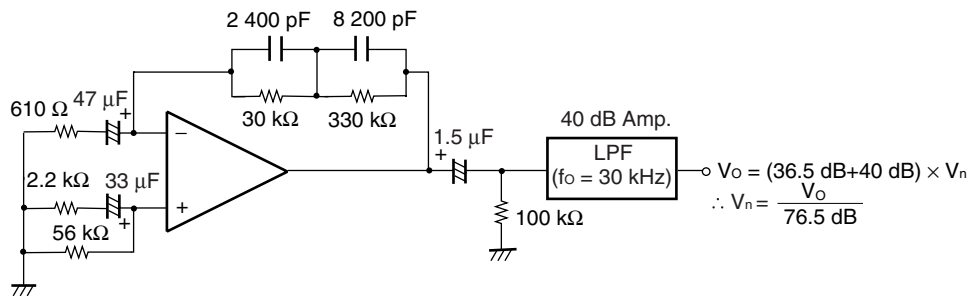 2 400 pF 8 200 pF
30 kΩ 330 kΩ
610 Ω 47 μF
+
−
2.2 kΩ 33 μF
+
+
56 kΩ
1.5 μF
+
100 kΩ
40 dB Amp.
LPF
(fO = 30 kHz)
VO = (36.5 dB+40 dB) × Vn
∴ Vn = VO
76.5 dB